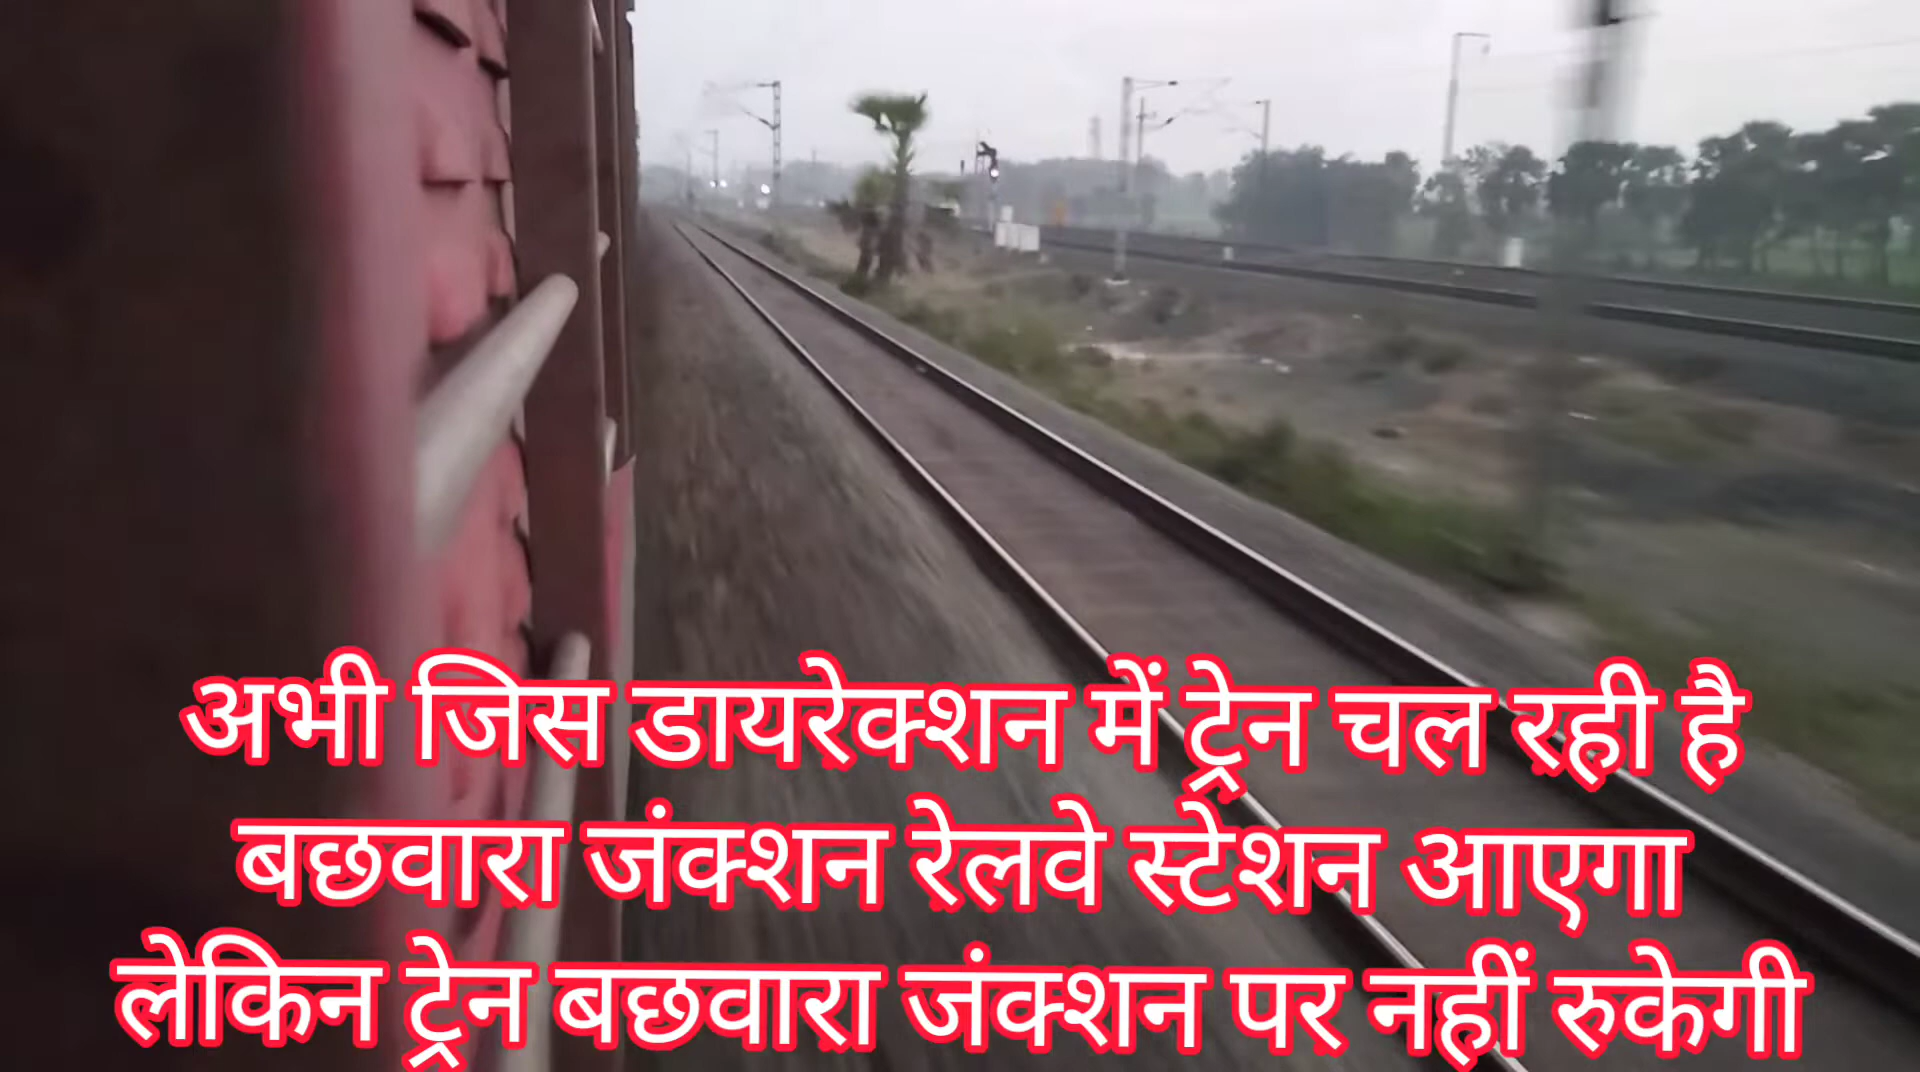 अभी जिस डायरेक्शन में ट्रेन चल रही है
बछवारा जंक्शन रेलवे स्टेशन आएगा
लेकिन ट्रेन बछवारा जंक्शन पर नहीं रुकेगी